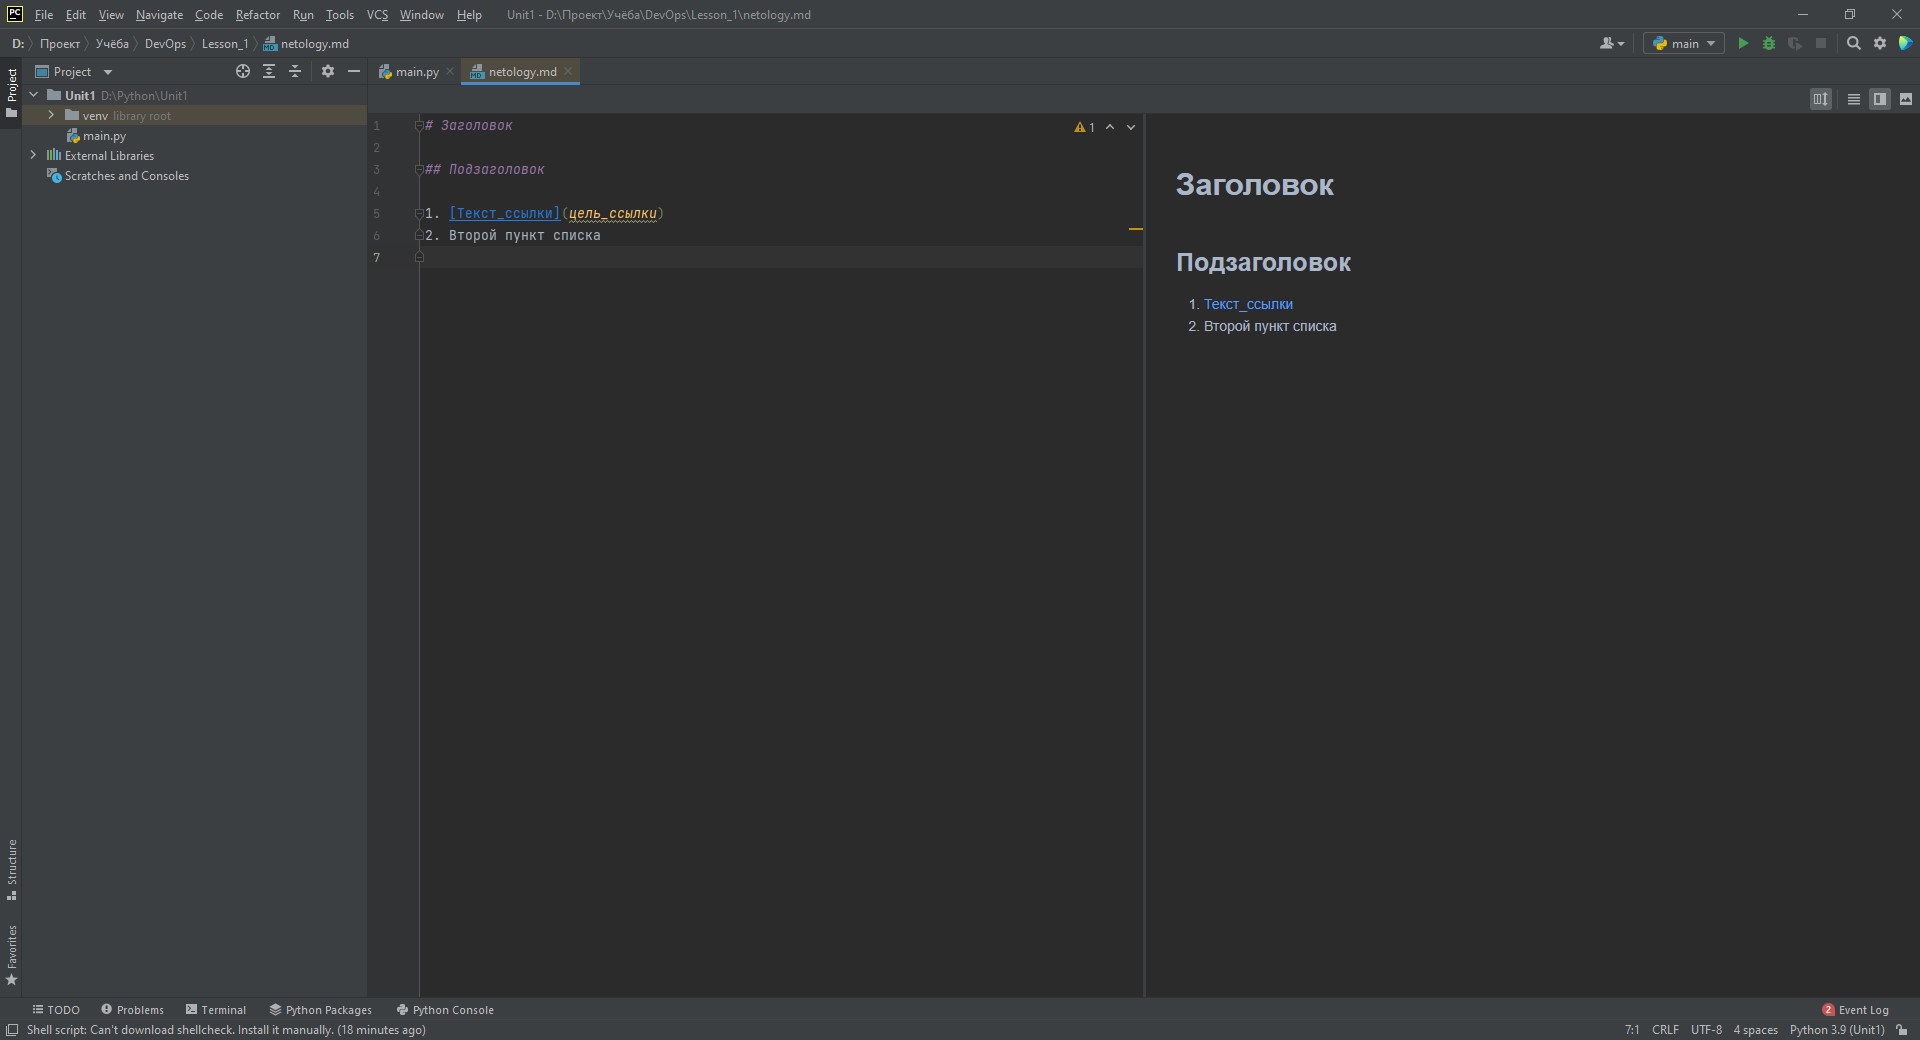 PC File Edit View Navigate Code Refactor Run Tools VCS Window Help Unit1 - D:\Проект\Учёба\DevOps\Lesson_1\netology.md
D: Проект Учёба DevOps Lesson_1 netology.md main
Project
Project
main.py netology.md
Unit1 D:\Python\Unit1
venv library root
main.py
External Libraries
Scratches and Consoles
1 # Заголовок
1
2
3 ## Подзаголовок
4
5 1. [Текст_ссылки](цель_ссылки)
6 2. Второй пункт списка
7
Заголовок
Подзаголовок
1. Текст_ссылки
2. Второй пункт списка
Structure
Favorites
TODO Problems Terminal Python Packages Python Console 2 Event Log
Shell script: Can't download shellcheck. Install it manually. (18 minutes ago) 7:1 CRLF UTF-8 4 spaces Python 3.9 (Unit1)